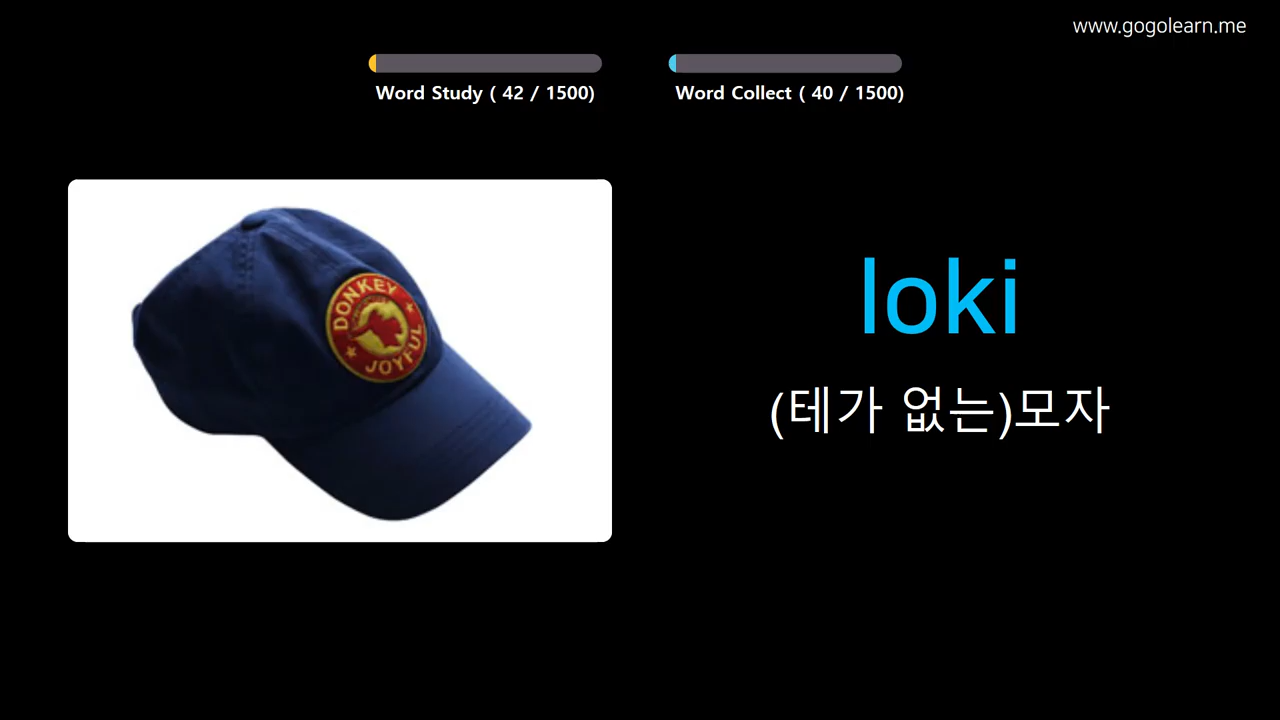 www.gogolearn.me
Word Study ( 42 / 1500)
Word Collect ( 40 / 1500)
DONKEY
JOYFUL
loki
(테가 없는)모자